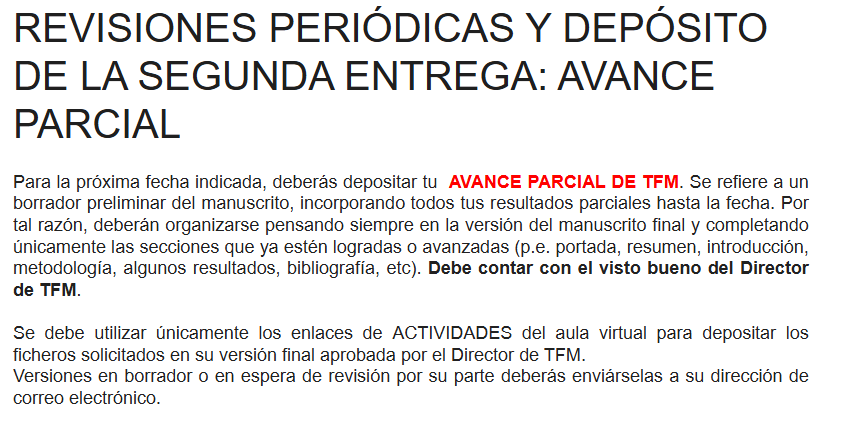 REVISIONES PERIÓDICAS Y DEPÓSITO
DE LA SEGUNDA ENTREGA: AVANCE
PARCIAL
Para la próxima fecha indicada, deberás depositar tu AVANCE PARCIAL DE TFM. Se refiere a un
borrador preliminar del manuscrito, incorporando todos tus resultados parciales hasta la fecha. Por
tal razón, deberán organizarse pensando siempre en la versión del manuscrito final y completando
únicamente las secciones que ya estén logradas o avanzadas (p.e. portada, resumen, introducción,
metodología, algunos resultados, bibliografía, etc). Debe contar con el visto bueno del Director
de TFM.
Se debe utilizar únicamente los enlaces de ACTIVIDADES del aula virtual para depositar los
ficheros solicitados en su versión final aprobada por el Director de TFM.
Versiones en borrador o en espera de revisión por su parte deberás enviárselas a su dirección de
correo electrónico.